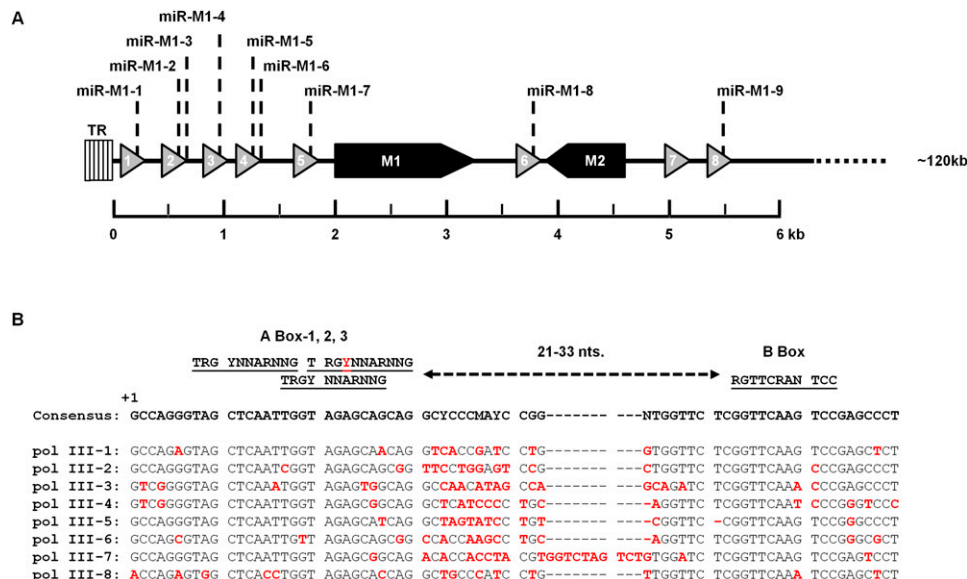 A
miR-M1-4
miR-M1-3 miR-M1-5
miR-M1-2 miR-M1-6
miR-M1-1 miR-M1-7 miR-M1-8 miR-M1-9
TR
1 2 3 4 5 M1 6 M2 7 8 ~120kb
0 1 2 3 4 5 6 kb
B
A Box-1, 2, 3 21-33 nts. B Box
TRG YNNARNNG T RGYNNARNNG
TRGY NNARNNG RGTTCRAN TCC
+1
Consensus: GCCAGGGTAG CTCAATTGGT AGAGCAGCAG GCYCCCMAYC CGG------- ---NTGGTTC TCGGTTCAAG TCCGAGCCCT
pol III-1: GCCAGAGTAG CTCAATTGGT AGAGCAACAG GGTCACCGATC CTG------- ---GTGGTTC TCGGTTCAAG TCCGAGCTCT
pol III-2: GCCAGGGTAG CTCAATCGGT AGAGCAGCGG TTCCTGGAGT CCG------- ---CTGGTTC TCGGTTCAAG CCCGAGCCCT
pol III-3: GTCGGGGTAG CTCAAATGGT AGAGTGGCAG GCCAACATAG CCA------- ---GCAGATC TCGGTTCAAA CCCGAGCCCT
pol III-4: GTCGGGGTAG CTCAATTGGT AGAGCGGCAG GCTCATCCCC TGC------- ---‑AGGTTC TCGGTTCAAG TCCGGGTCCC
pol III-5: GCCAGGGTAG CTCAATTGGT AGAGCATCAG GCTAGTATCC TGT------- ---‑CGGTTC -CGGTTCAAG TCCGGGCCCT
pol III-6: GCCAGCGTAG CTCAATTGTT AGAGCAGCGG CCACCAAGCC TGC------- ---‑AGGTTC TCGGTTCAAG TCCGGGCGCT
pol III-7: GCCAGGGTAG CTCAATTGGT AGAGCGGCAG ACACCACCTA CGTGGTCTAG TCTGTGGATC TCGGTTCAAG TCCGAGTCCT
pol III-8: ACCAGAGTGG CTCACCTGGT AGAGCACCAG GCTGCCCATC CTG------- ---TTGGTTC TCGGTTCAAA TCCGAGCTCT